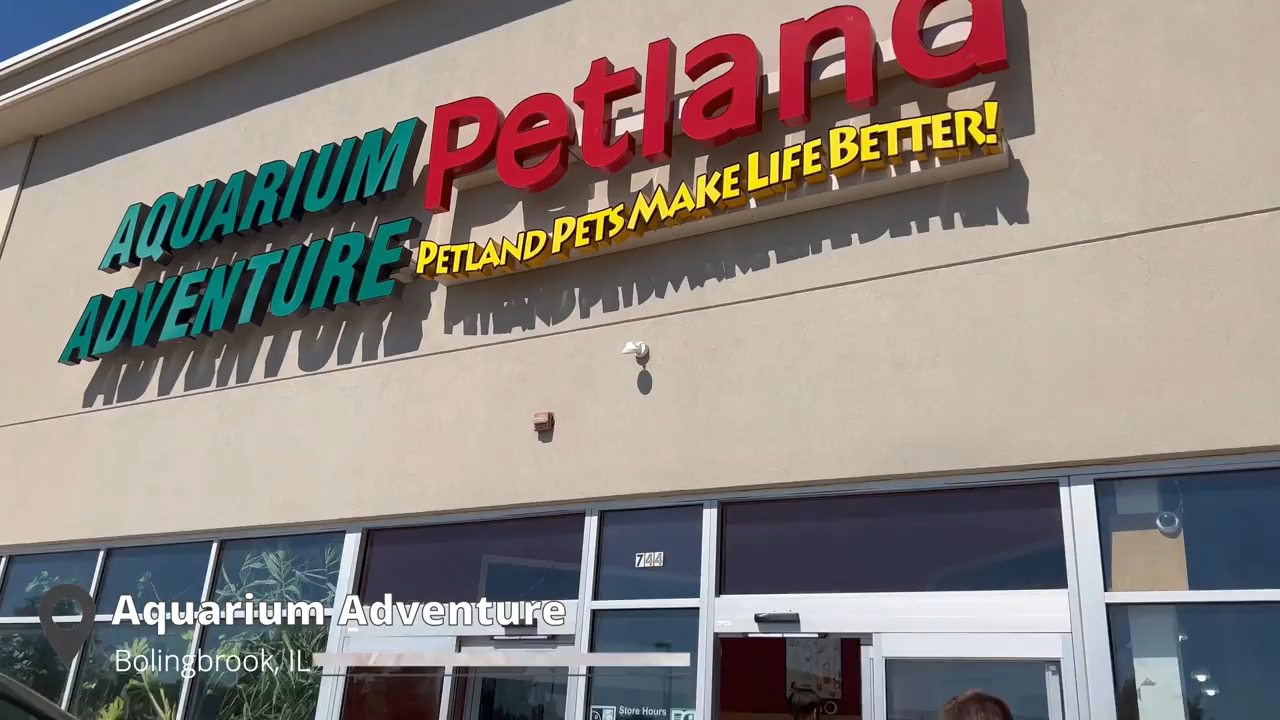 AQUARIUM
ADVENTURE
Petland
PETLAND PETS MAKE LIFE BETTER!
744
Aquarium Adventure
Bolingbrook, IL
Store Hours